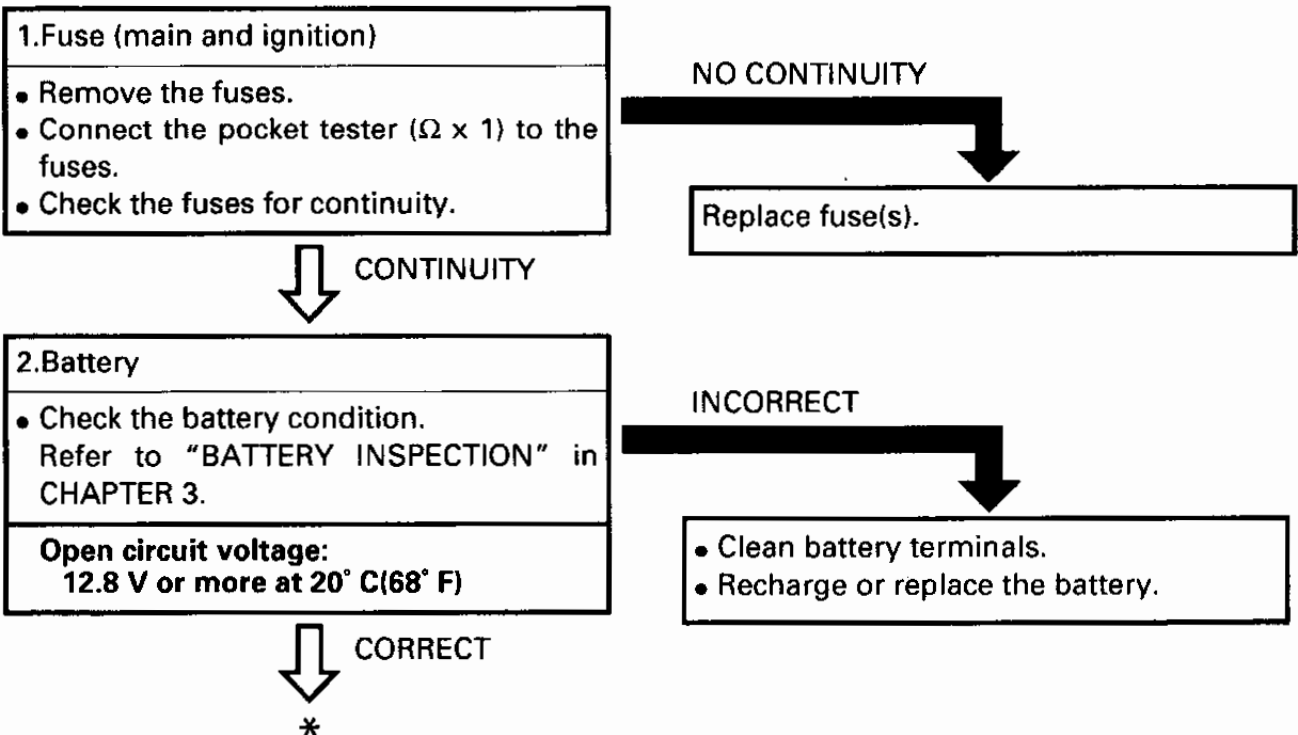 1.Fuse (main and ignition)
• Remove the fuses.
• Connect the pocket tester (Ω x 1) to the
fuses.
• Check the fuses for continuity.
NO CONTINUITY
Replace fuse(s).
CONTINUITY
2.Battery
• Check the battery condition.
Refer to "BATTERY INSPECTION" in
CHAPTER 3.
Open circuit voltage:
12.8 V or more at 20° C(68° F)
INCORRECT
• Clean battery terminals.
• Recharge or replace the battery.
CORRECT
*